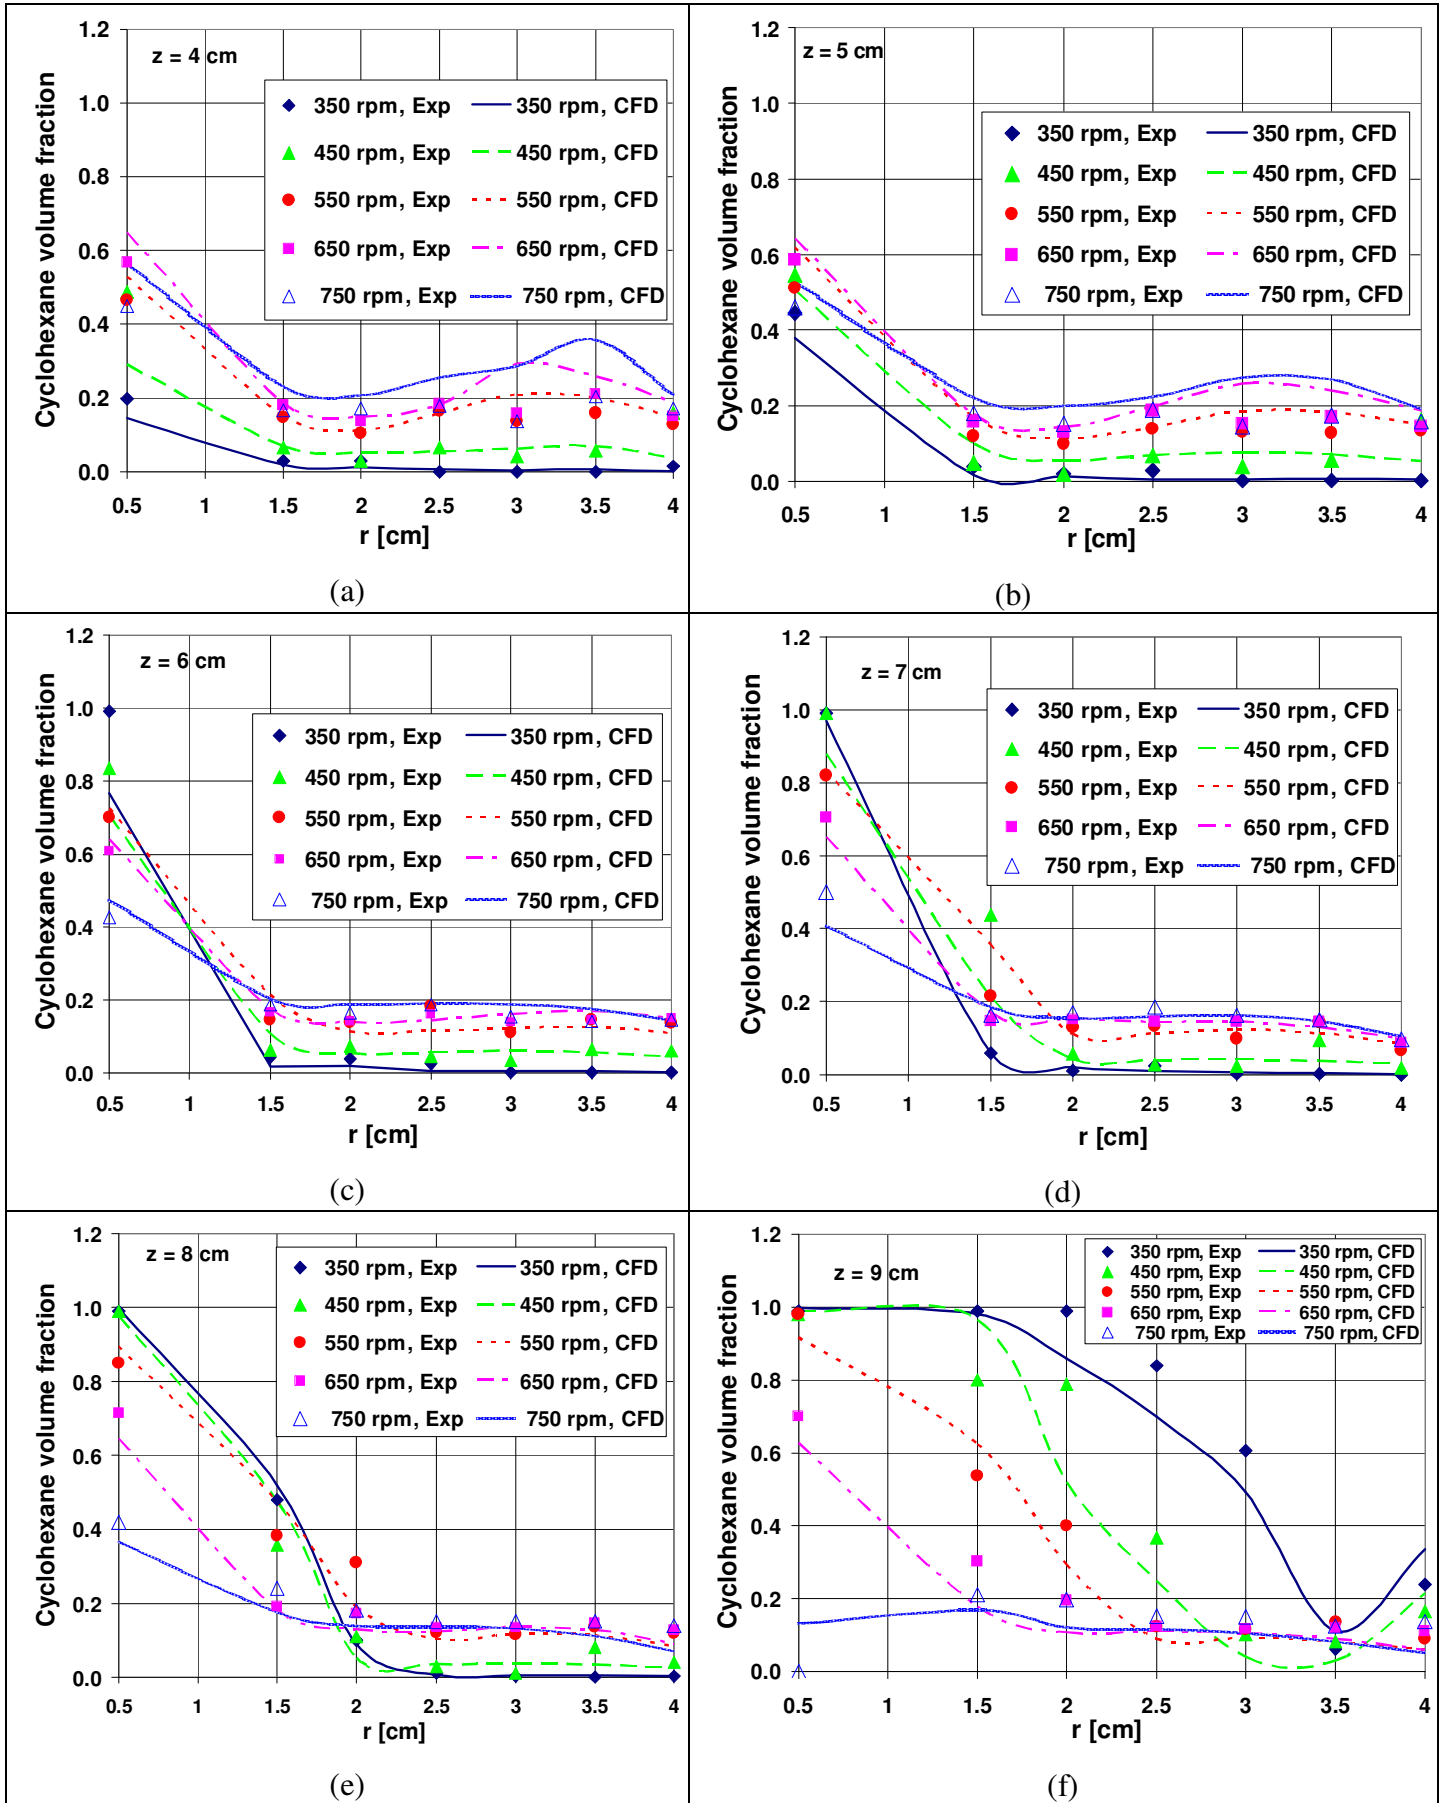 1.2
z = 4 cm
1.0
350 rpm, Exp 350 rpm, CFD
450 rpm, Exp 450 rpm, CFD
0.8
550 rpm, Exp 550 rpm, CFD
0.6
650 rpm, Exp 650 rpm, CFD
750 rpm, Exp 750 rpm, CFD
0.4
0.2
0.0
0.5 1 1.5 2 2.5 3 3.5 4
r [cm]
Cyclohexane volume fraction
(a)
1.2
z = 5 cm
1.0
350 rpm, Exp 350 rpm, CFD
450 rpm, Exp 450 rpm, CFD
0.8
550 rpm, Exp 550 rpm, CFD
0.6
650 rpm, Exp 650 rpm, CFD
750 rpm, Exp 750 rpm, CFD
0.4
0.2
0.0
0.5 1 1.5 2 2.5 3 3.5 4
r [cm]
Cyclohexane volume fraction
(b)
1.2
z = 6 cm
1.0
350 rpm, Exp 350 rpm, CFD
450 rpm, Exp 450 rpm, CFD
0.8
550 rpm, Exp 550 rpm, CFD
0.6
650 rpm, Exp 650 rpm, CFD
750 rpm, Exp 750 rpm, CFD
0.4
0.2
0.0
0.5 1 1.5 2 2.5 3 3.5 4
r [cm]
Cyclohexane volume fraction
(c)
1.2
z = 7 cm
1.0
350 rpm, Exp 350 rpm, CFD
450 rpm, Exp 450 rpm, CFD
0.8
550 rpm, Exp 550 rpm, CFD
0.6
650 rpm, Exp 650 rpm, CFD
750 rpm, Exp 750 rpm, CFD
0.4
0.2
0.0
0.5 1 1.5 2 2.5 3 3.5 4
r [cm]
Cyclohexane volume fraction
(d)
1.2
z = 8 cm
350 rpm, Exp 350 rpm, CFD
1.0
450 rpm, Exp 450 rpm, CFD
550 rpm, Exp 550 rpm, CFD
0.8
650 rpm, Exp 650 rpm, CFD
750 rpm, Exp 750 rpm, CFD
0.6
0.4
0.2
0.0
0.5 1 1.5 2 2.5 3 3.5 4
r [cm]
Cyclohexane volume fraction
(e)
1.2
z = 9 cm
350 rpm, Exp 350 rpm, CFD
450 rpm, Exp 450 rpm, CFD
550 rpm, Exp 550 rpm, CFD
650 rpm, Exp 650 rpm, CFD
750 rpm, Exp 750 rpm, CFD
1.0
0.8
0.6
0.4
0.2
0.0
0.5 1 1.5 2 2.5 3 3.5 4
r [cm]
Cyclohexane volume fraction
(f)